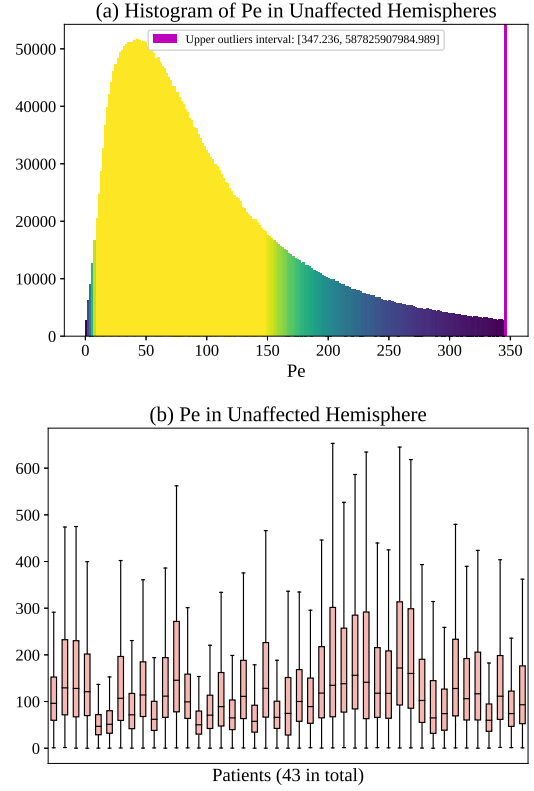 (a) Histogram of Pe in Unaffected Hemispheres
Upper outliers interval: [347.236, 587825907984.989]
50000
40000
30000
20000
10000
0
0 50 100 150 200 250 300 350
Pe
(b) Pe in Unaffected Hemisphere
600
500
400
300
200
100
0
Patients (43 in total)